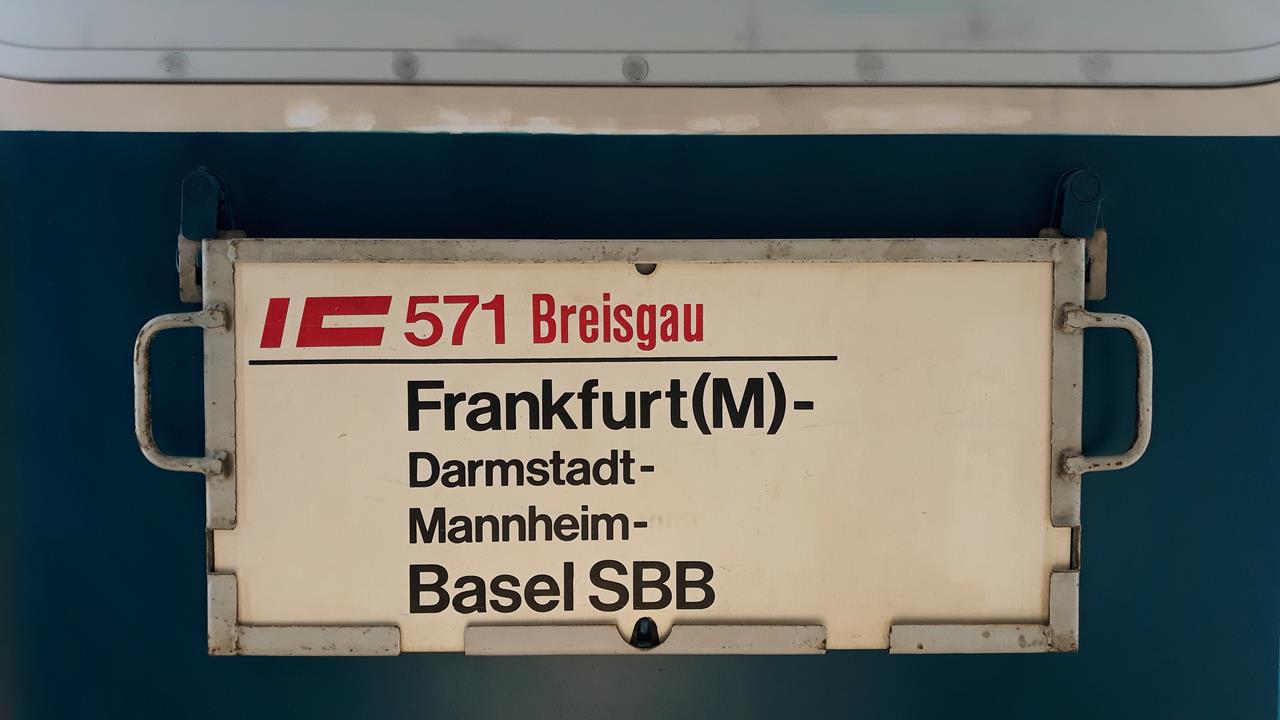 IC 571 Breisgau
Frankfurt(M)-
Darmstadt-
Mannheim-
Basel SBB